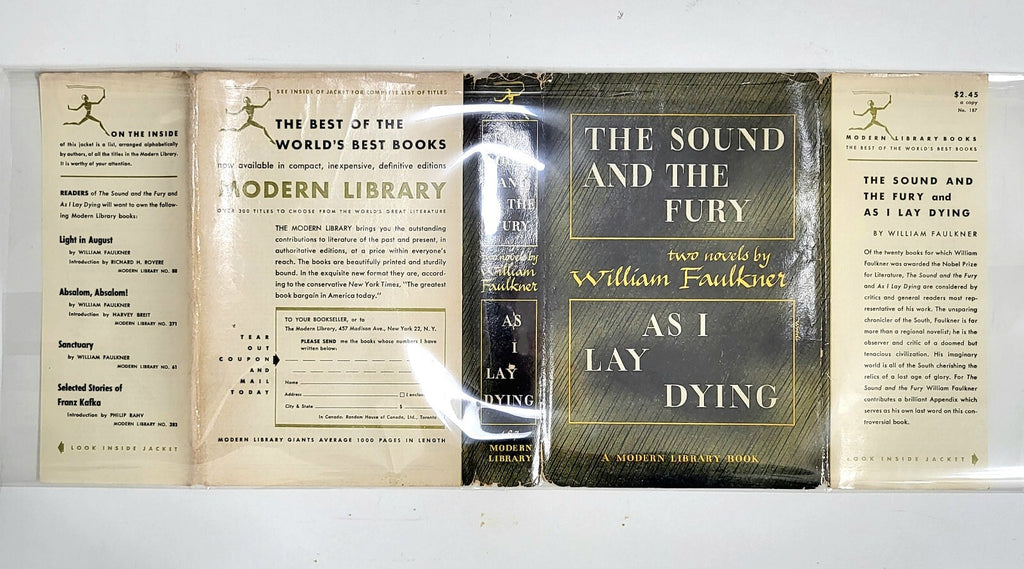 ON THE INSIDE
of this jacket is a list, arranged alphabetically
by authors, of all the titles in the Modern Library.
It is worthy of your attention.
READERS of The Sound and the Fury and
As I Lay Dying will want to own the follow-
ing Modern Library books:
Light in August
by WILLIAM FAULKNER
Introduction by RICHARD H. ROVERE
MODERN LIBRARY NO. 88
Absalom, Absalom!
by WILLIAM FAULKNER
Introduction by HARVEY BREIT
MODERN LIBRARY NO. 271
Sanctuary
by WILLIAM FAULKNER
MODERN LIBRARY NO. 61
Selected Stories of
Franz Kafka
Introduction by PHILIP RAHV
MODERN LIBRARY NO. 283
LOOK INSIDE JACKET
SEE INSIDE OF JACKET FOR COMPLETE LIST OF TITLES
THE BEST OF THE
WORLD'S BEST BOOKS
now available in compact, inexpensive, definitive editions
MODERN LIBRARY
OVER 300 TITLES TO CHOOSE FROM THE WORLD'S GREAT LITERATURE
THE MODERN LIBRARY brings you the outstanding
contributions to literature of the past and present, in
authoritative editions, at a price within everyone's
reach. The books are beautifully printed and sturdily
bound. In the exquisite new format they are, accord-
ing to the conservative New York Times, "The greatest
book bargain in America today."
TEAR
OUT
COUPON
AND
MAIL
TODAY
TO YOUR BOOKSELLER, or to
The Modern Library, 457 Madison Ave., New York 22, N. Y.
PLEASE SEND me the books whose numbers I have
written below:
Name
Address I enclose
City & State $
In Canada: Random House of Canada, Ltd., Toronto
MODERN LIBRARY GIANTS AVERAGE 1000 PAGES IN LENGTH
AND
THE
FURY
two novels by
William
Faulkner
AS
I
LAY
DYING
187
MODERN
LIBRARY
THE SOUND
AND THE
FURY
two novels by
William Faulkner
AS I
LAY
DYING
A MODERN LIBRARY BOOK
$2.45
a copy
No. 187
MODERN LIBRARY BOOKS
THE BEST OF THE WORLD'S BEST BOOKS
THE SOUND AND
THE FURY and
AS I LAY DYING
BY WILLIAM FAULKNER
Of the twenty books for which William
Faulkner was awarded the Nobel Prize
for Literature, The Sound and the Fury
and As I Lay Dying are considered by
critics and general readers most rep-
resentative of his work. The unsparing
chronicler of the South, Faulkner is far
more than a regional novelist; he is the
observer and critic of a doomed but
tenacious civilization. His imaginary
world is all of the South cherishing the
relics of a lost age of glory. For The
Sound and the Fury William Faulkner
contributes a brilliant Appendix which
serves as his own last word on this con-
troversial book.
LOOK INSIDE JACKET